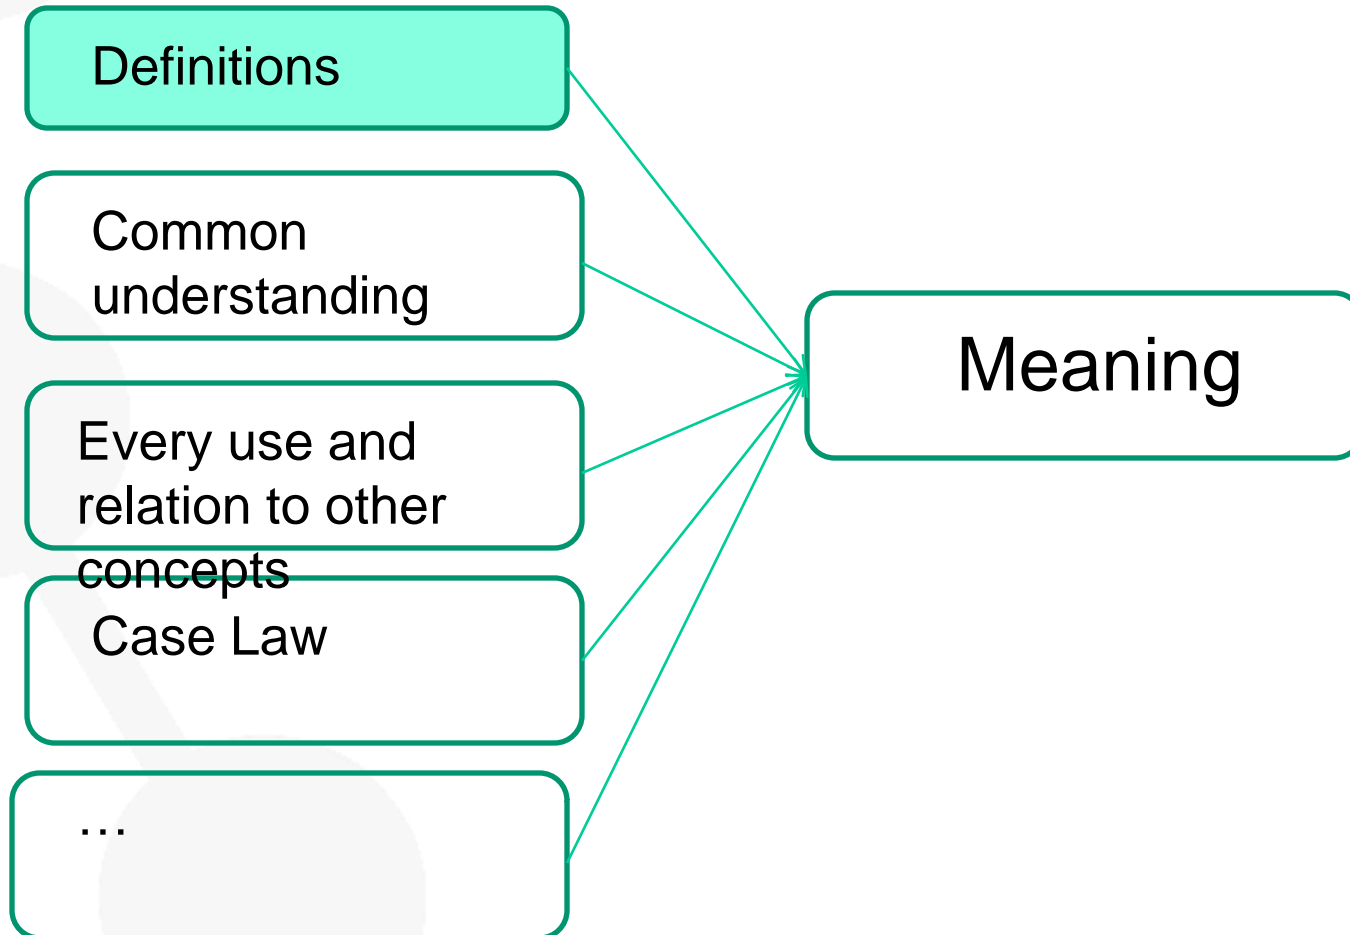 Definitions
Common
understanding
Every use and
relation to other
concepts
Case Law
…
Meaning